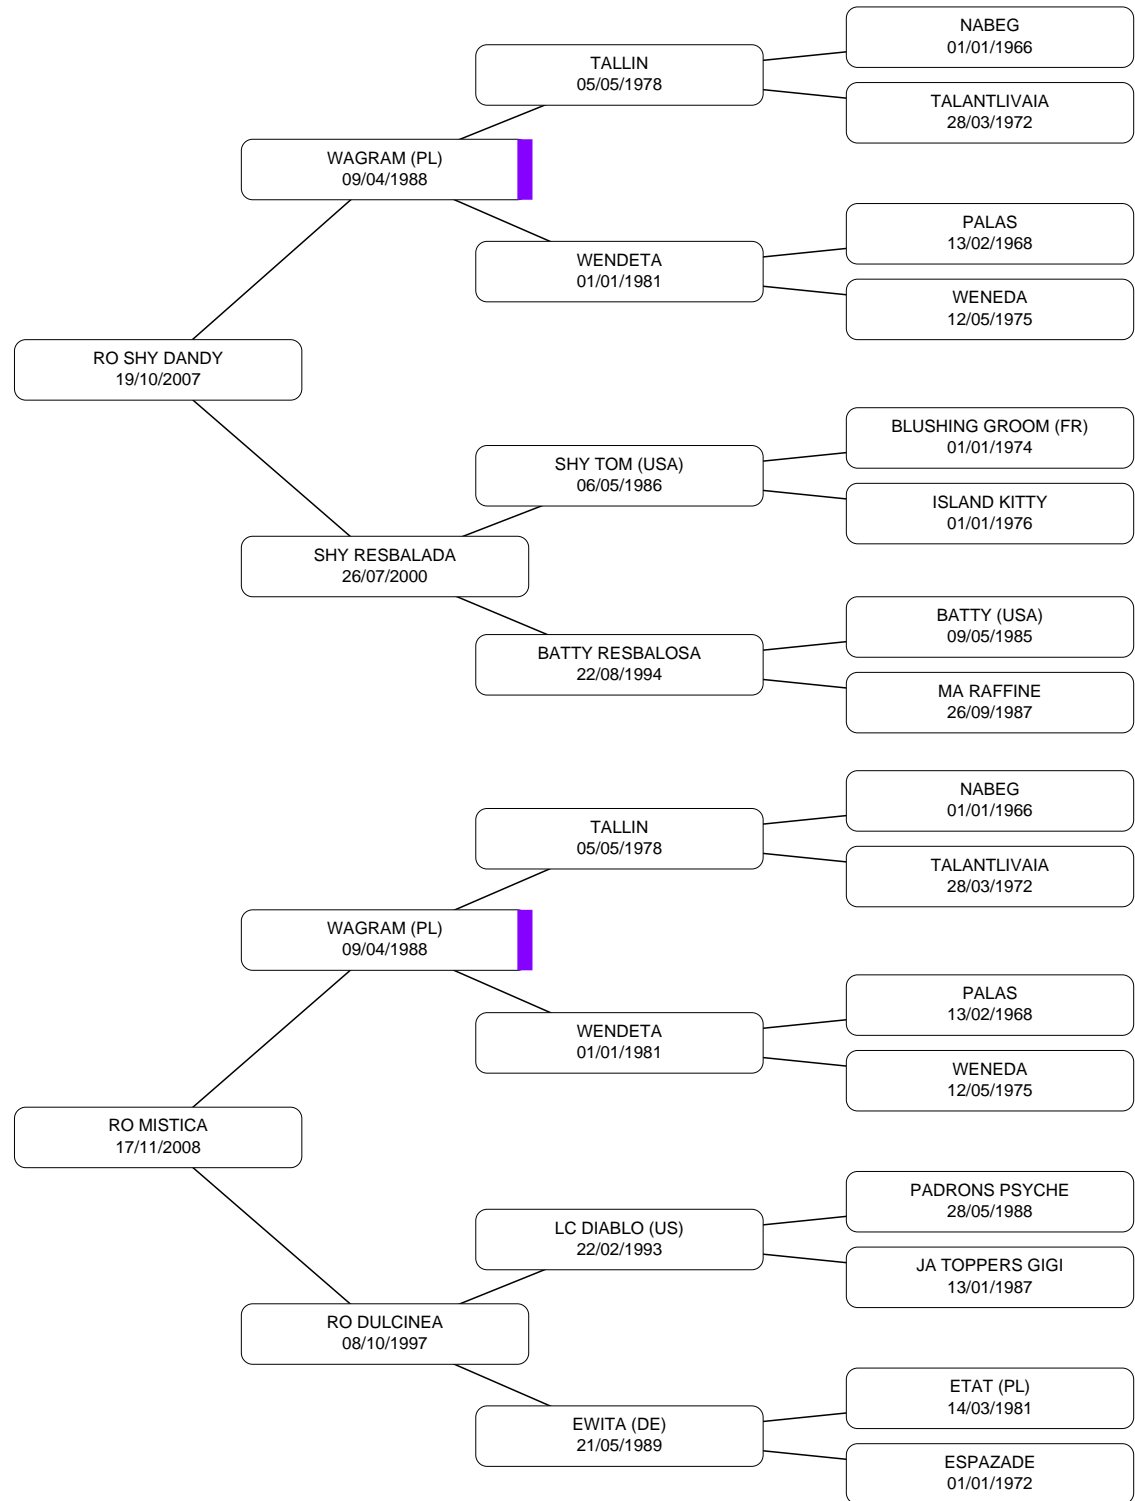 NABEG
01/01/1966
TALLIN
05/05/1978
TALANTLIVAIA
28/03/1972
WAGRAM (PL)
09/04/1988
PALAS
13/02/1968
WENDETA
01/01/1981
WENEDA
12/05/1975
RO SHY DANDY
19/10/2007
BLUSHING GROOM (FR)
01/01/1974
SHY TOM (USA)
06/05/1986
ISLAND KITTY
01/01/1976
SHY RESBALADA
26/07/2000
BATTY (USA)
09/05/1985
BATTY RESBALOSA
22/08/1994
MA RAFFINE
26/09/1987
NABEG
01/01/1966
TALLIN
05/05/1978
TALANTLIVAIA
28/03/1972
WAGRAM (PL)
09/04/1988
PALAS
13/02/1968
WENDETA
01/01/1981
WENEDA
12/05/1975
RO MISTICA
17/11/2008
PADRONS PSYCHE
28/05/1988
LC DIABLO (US)
22/02/1993
JA TOPPERS GIGI
13/01/1987
RO DULCINEA
08/10/1997
ETAT (PL)
14/03/1981
EWITA (DE)
21/05/1989
ESPAZADE
01/01/1972